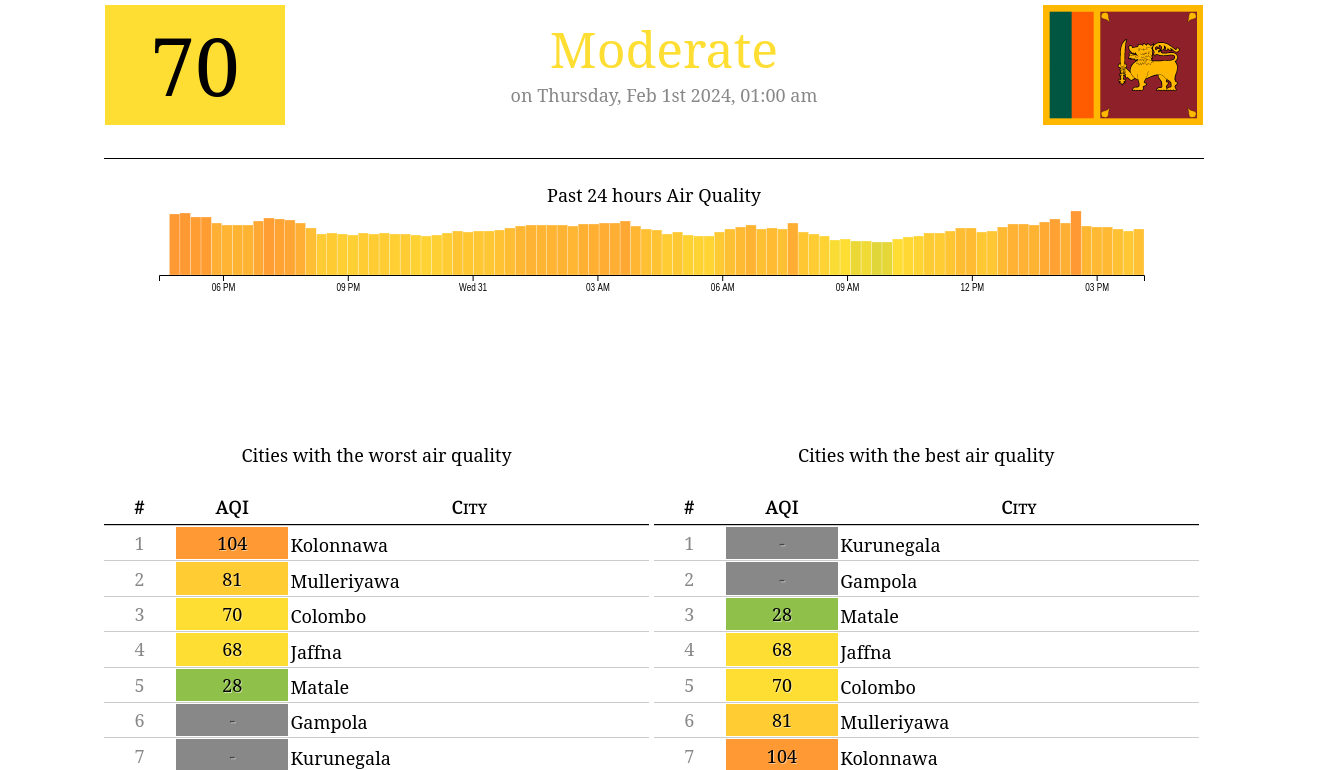 70
Moderate
on Thursday, Feb 1st 2024, 01:00 am
Past 24 hours Air Quality
06 PM 09 PM Wed 31 03 AM 06 AM 09 AM 12 PM 03 PM
Cities with the worst air quality
# AQI City
1 104 Kolonnawa
2 81 Mulleriyawa
3 70 Colombo
4 68 Jaffna
5 28 Matale
6 - Gampola
7 - Kurunegala
Cities with the best air quality
# AQI City
1 - Kurunegala
2 - Gampola
3 28 Matale
4 68 Jaffna
5 70 Colombo
6 81 Mulleriyawa
7 104 Kolonnawa